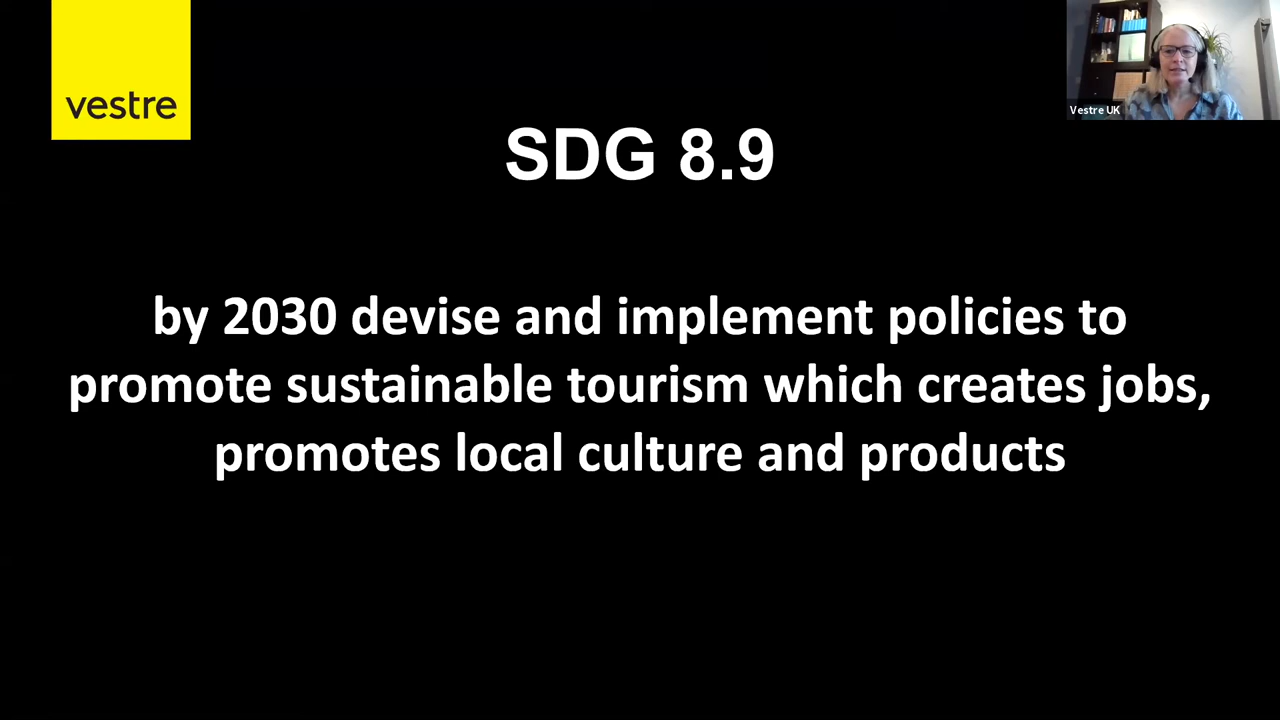 vestre
Vestre UK
SDG 8.9
by 2030 devise and implement policies to
promote sustainable tourism which creates jobs,
promotes local culture and products